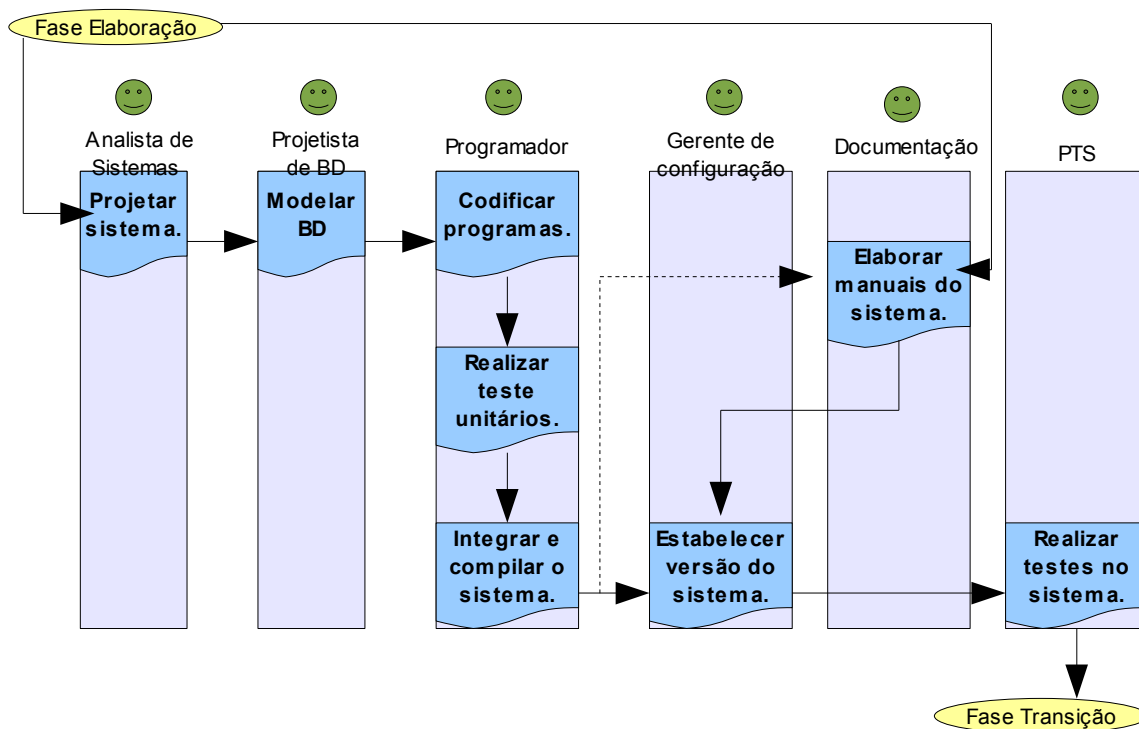 Fase Elaboração
Analista de
Sistemas
Projetista
de BD
Programador
Gerente de
configuração
Documentação
PTS
Projetar
sistema.
Modelar
BD
Codificar
programas.
Elaborar
manuais do
sistema.
Realizar
teste
unitários.
Integrar e
compilar o
sistema.
Estabelecer
versão do
sistema.
Realizar
testes no
sistema.
Fase Transição